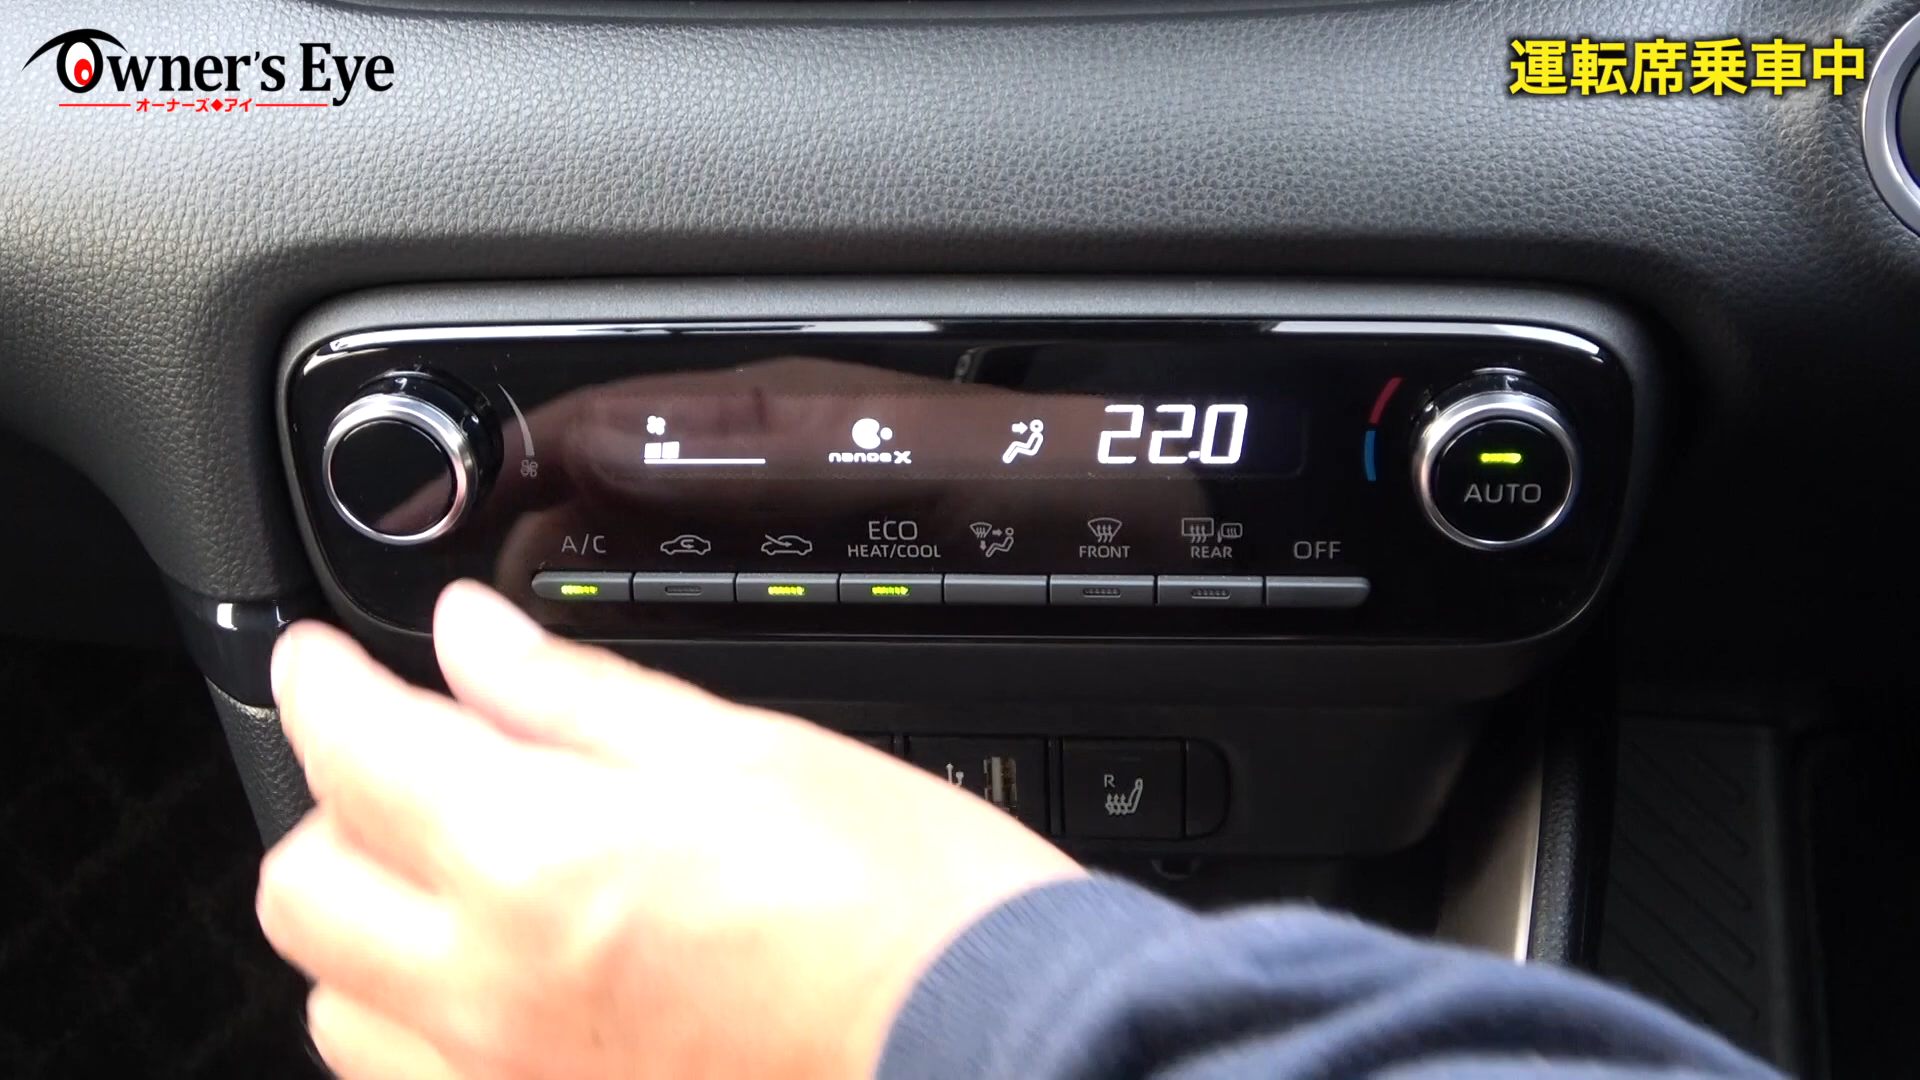 Owner's Eye
オーナーズ◆アイ
運転席乗車中
nanoe X
22.0
AUTO
A/C
ECO
HEAT/COOL
FRONT
REAR
OFF
R